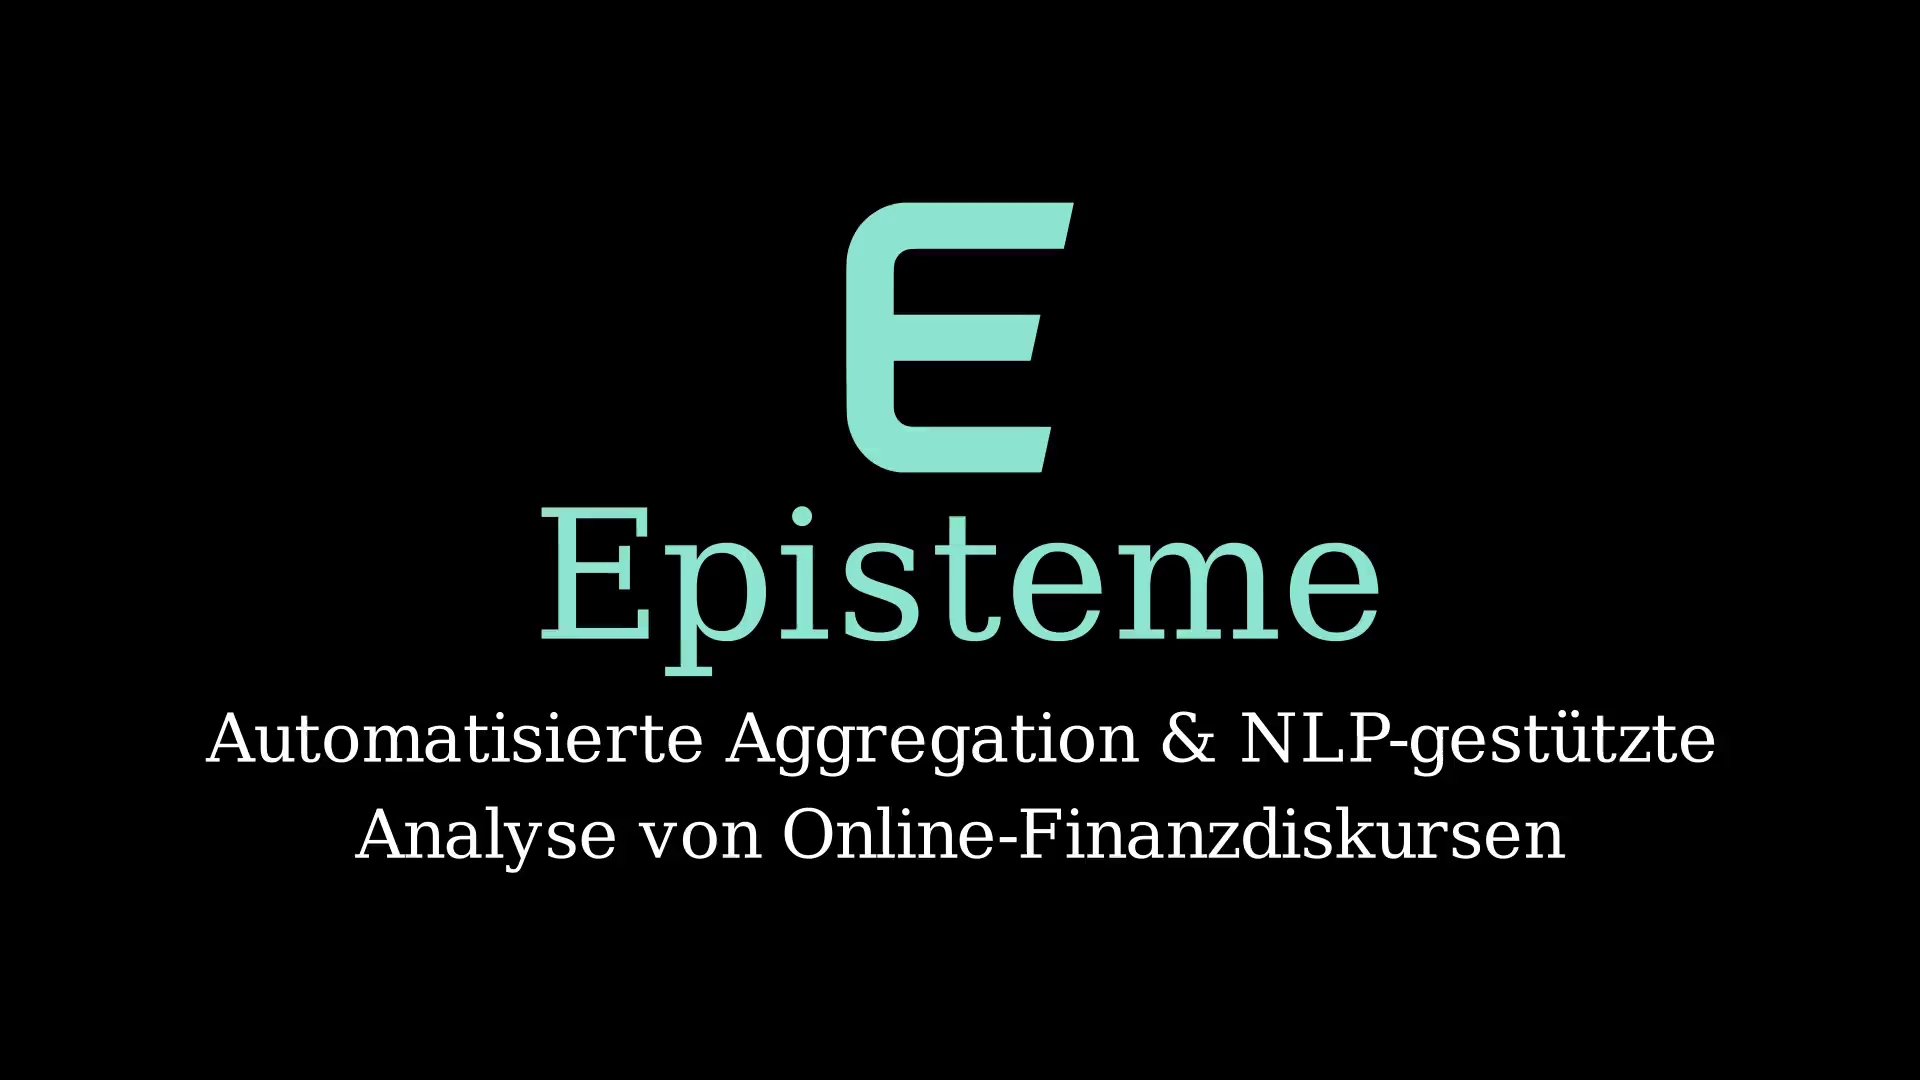 E
Episteme
Automatisierte Aggregation & NLP-gestützte
Analyse von Online-Finanzdiskursen